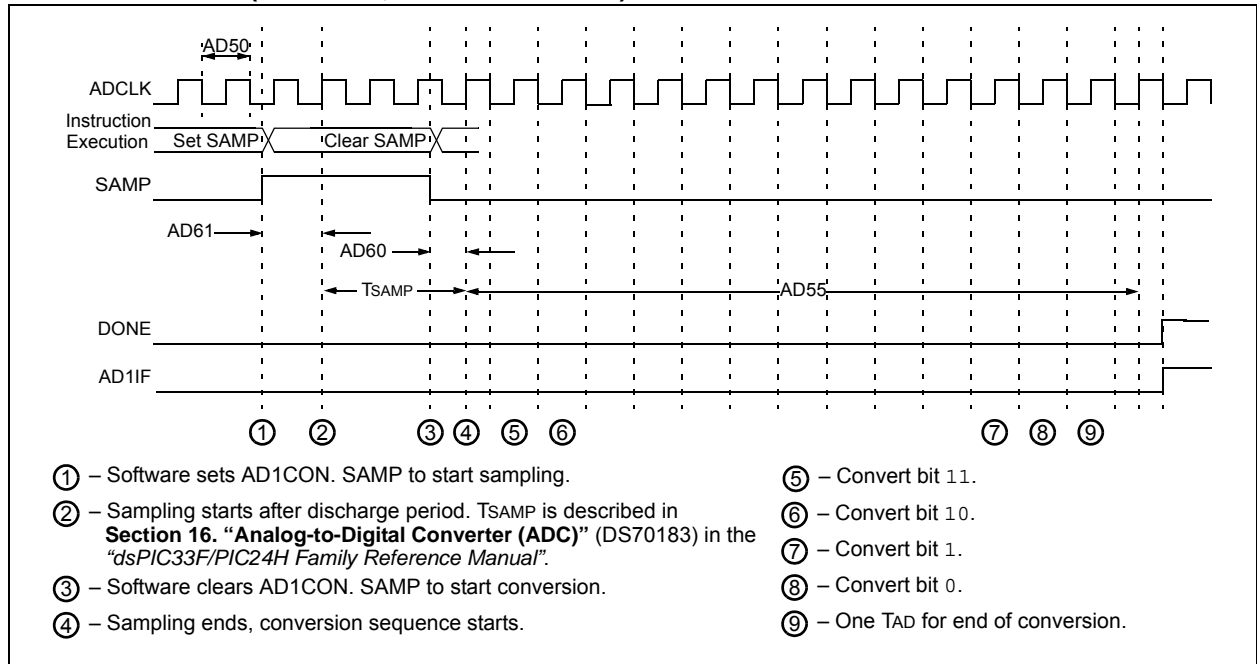 AD50
ADCLK
Instruction
Execution
Set SAMP
Clear SAMP
SAMP
AD61
AD60
TSAMP
AD55
DONE
AD1IF
1 2 3 4 5 6 7 8 9
1 – Software sets AD1CON. SAMP to start sampling.
2 – Sampling starts after discharge period. TSAMP is described in
Section 16. “Analog-to-Digital Converter (ADC)” (DS70183) in the
“dsPIC33F/PIC24H Family Reference Manual”.
3 – Software clears AD1CON. SAMP to start conversion.
4 – Sampling ends, conversion sequence starts.
5 – Convert bit 11.
6 – Convert bit 10.
7 – Convert bit 1.
8 – Convert bit 0.
9 – One TAD for end of conversion.